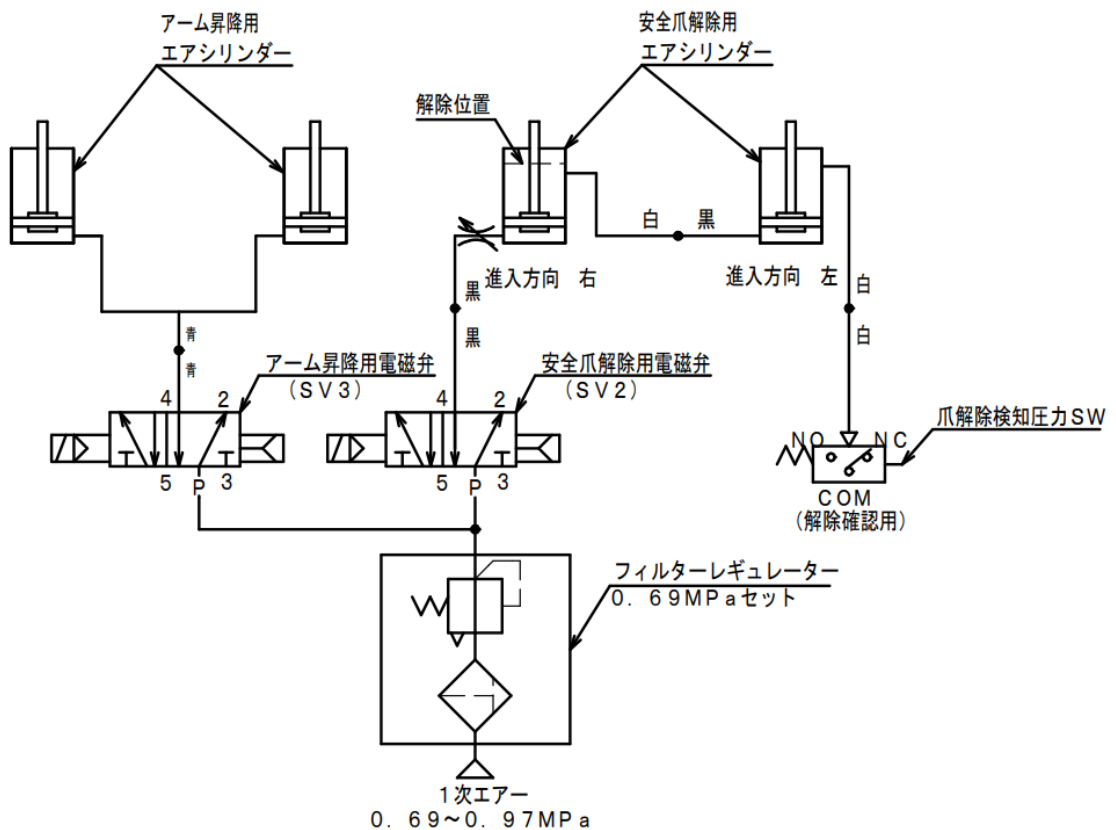 アーム昇降用
エアシリンダー
安全爪解除用
エアシリンダー
解除位置
白 黒
進入方向 右
進入方向 左
黒
黒
白
白
青
青
アーム昇降用電磁弁
(SV3)
安全爪解除用電磁弁
(SV2)
4 2
5 P 3
4 2
5 P 3
爪解除検知圧力SW
NO NC
COM
(解除確認用)
フィルターレギュレーター
0.69MPaセット
1次エアー
0.69~0.97MPa